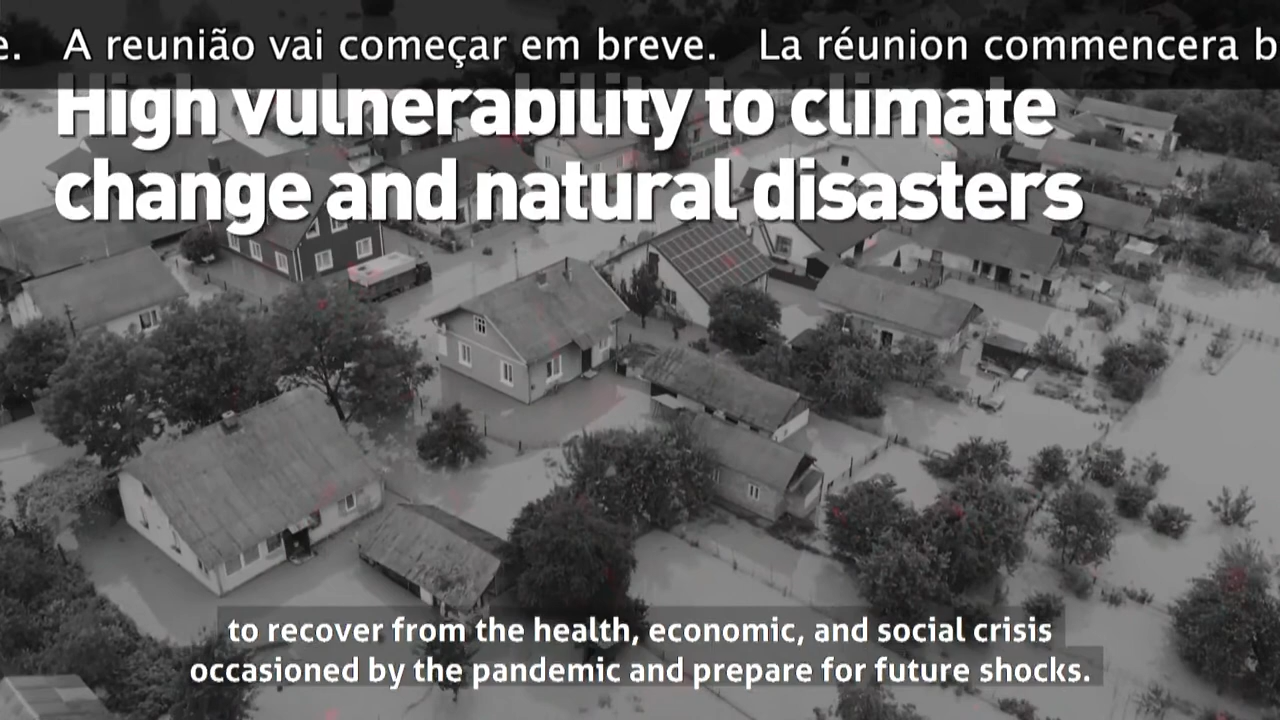 e. A reunião vai começar em breve. La réunion commencera b
High vulnerability to climate
change and natural disasters
to recover from the health, economic, and social crisis
occasioned by the pandemic and prepare for future shocks.